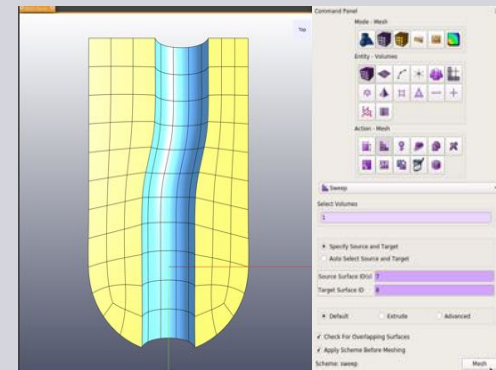 Top
Command Panel
Mode - Mesh
Entity - Volumes
Action - Mesh
Sweep
Select Volumes
1
Specify Source and Target
Auto Select Source and Target
Source Surface ID(s) 7
Target Surface ID 8
Default Extrude Advanced
Check For Overlapping Surfaces
Apply Scheme Before Meshing
Scheme: sweep Mesh